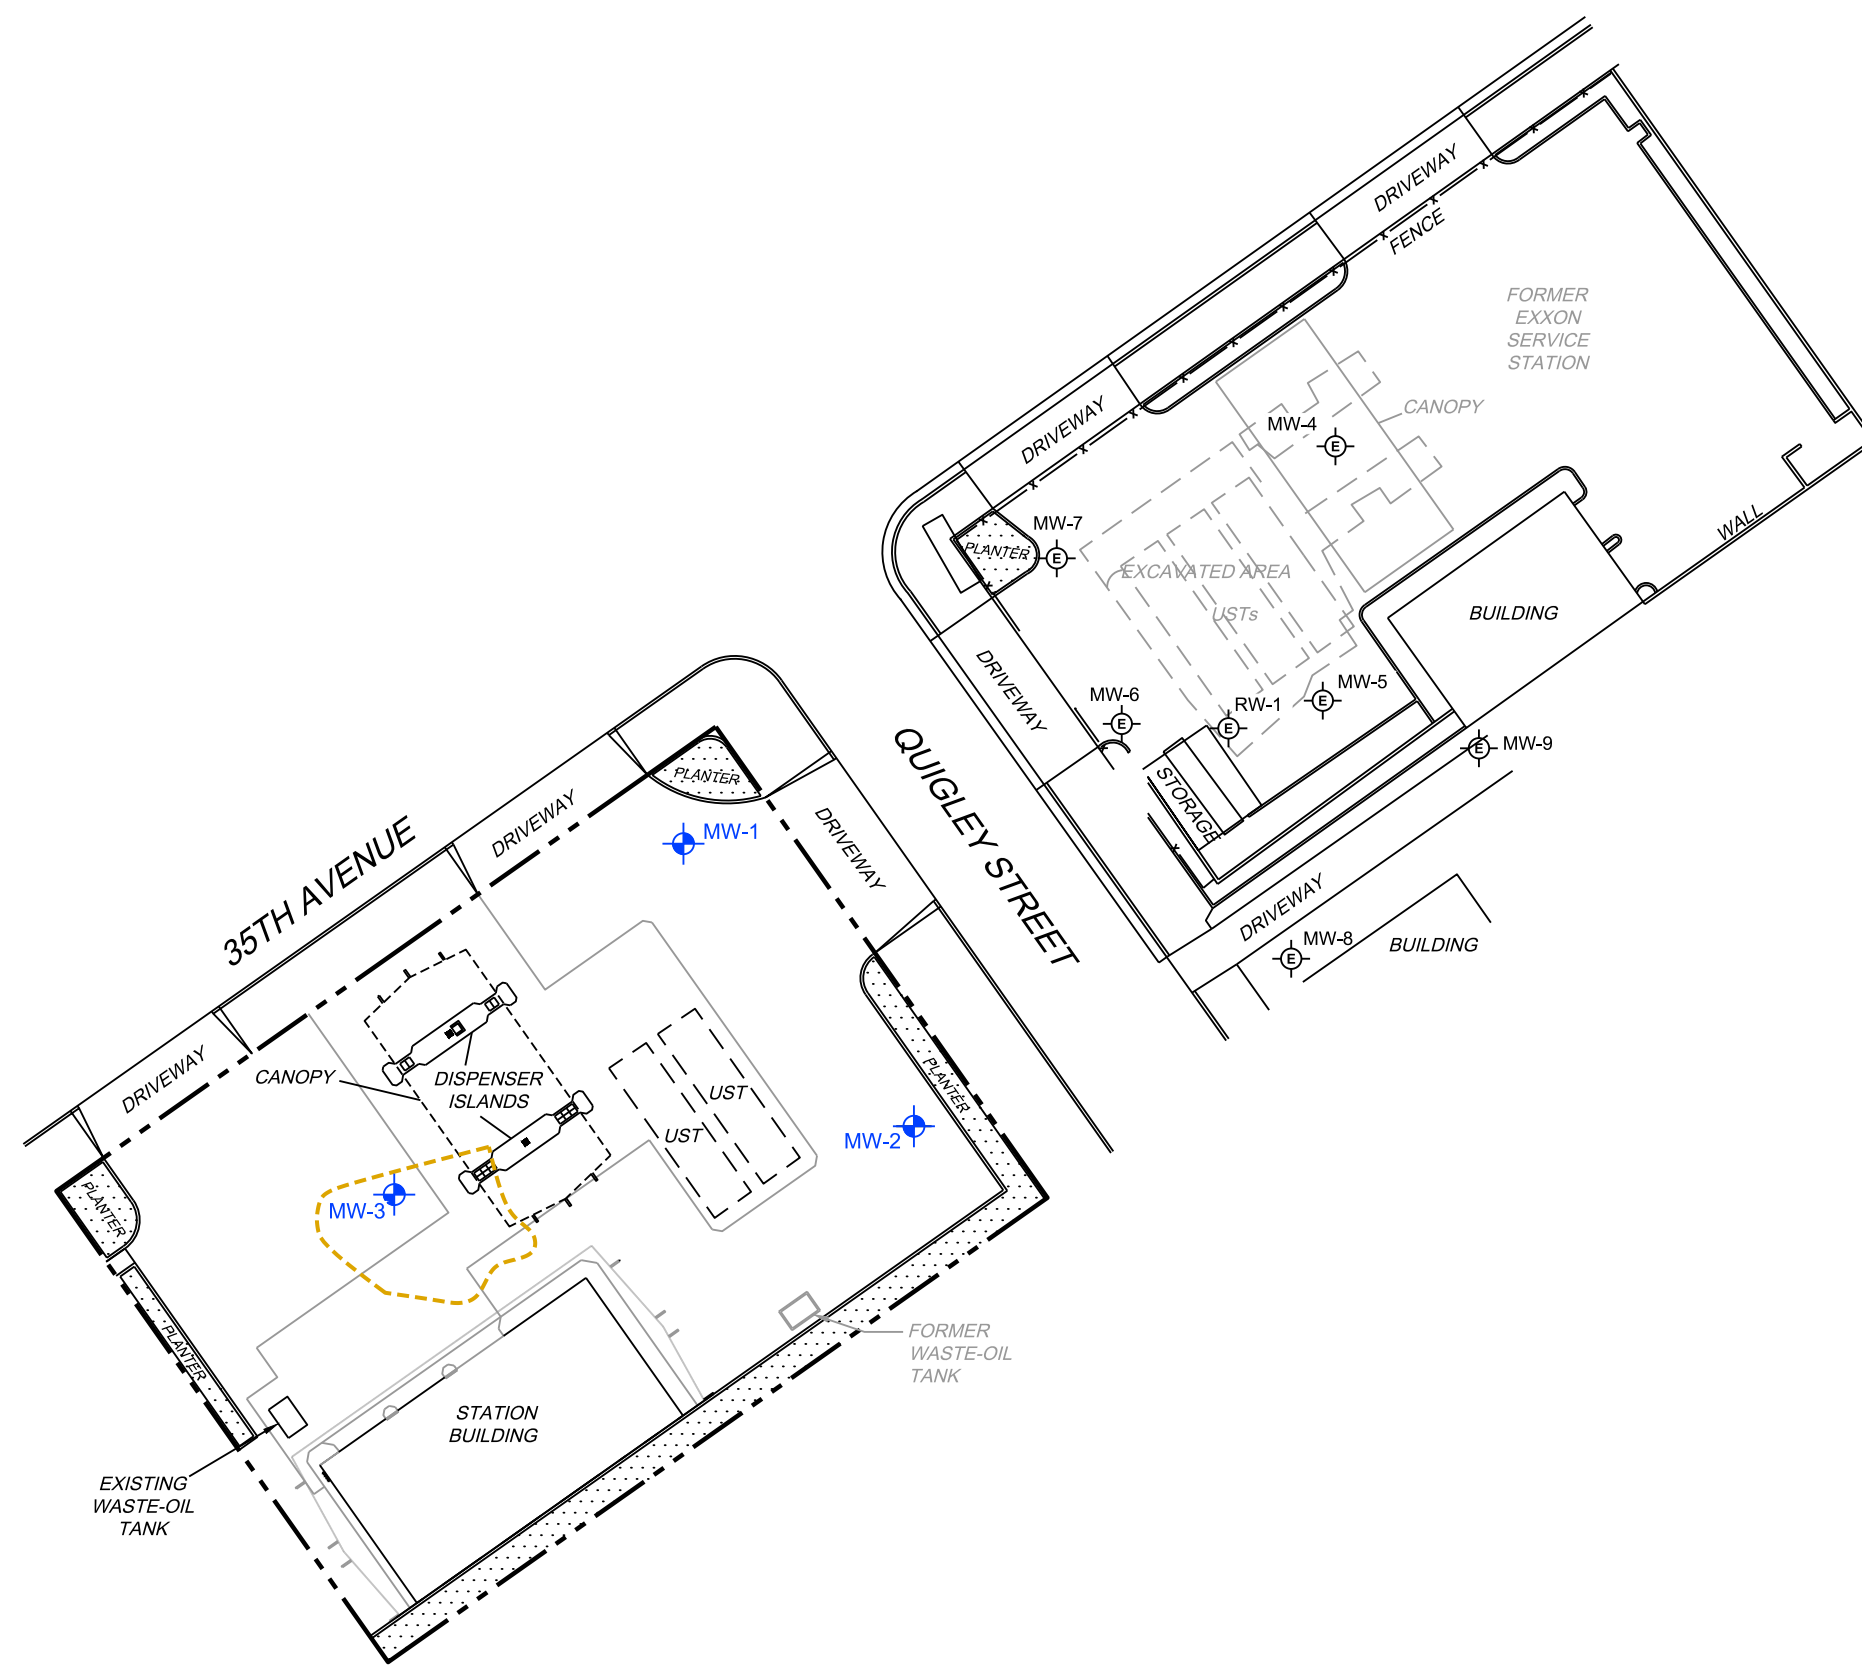 DRIVEWAY
FENCE
FORMER
EXXON
SERVICE
STATION
CANOPY
MW-4
E
DRIVEWAY
MW-7
E
PLANTER
EXCAVATED AREA
USTs
BUILDING
WALL
DRIVEWAY
MW-6
E
RW-1
E
MW-5
E
MW-9
E
STORAGE
DRIVEWAY
MW-8
E
BUILDING
QUIGLEY STREET
35TH AVENUE
PLANTER
DRIVEWAY
MW-1
DRIVEWAY
DRIVEWAY
CANOPY
DISPENSER
ISLANDS
UST
UST
MW-2
PLANTER
MW-3
PLANTER
PLANTER
FORMER
WASTE-OIL
TANK
STATION
BUILDING
EXISTING
WASTE-OIL
TANK